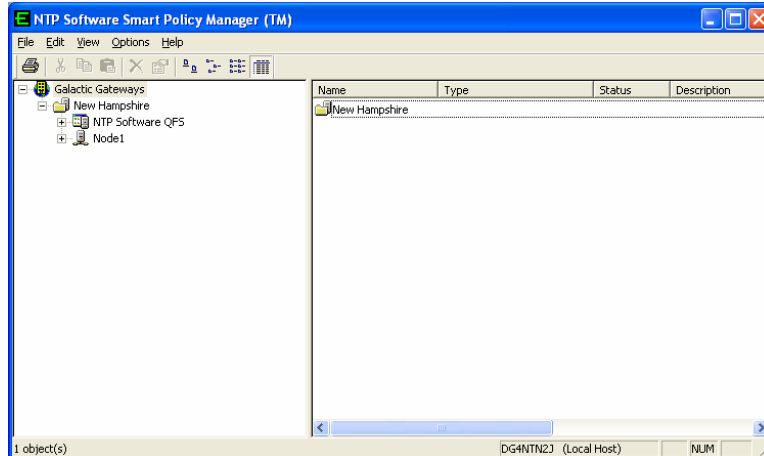 NTP Software Smart Policy Manager (TM)
File Edit View Options Help
Galactic Gateways
New Hampshire
NTP Software QFS
Node1
Name Type Status Description
New Hampshire
1 object(s) DG4NTN2J (Local Host) NUM